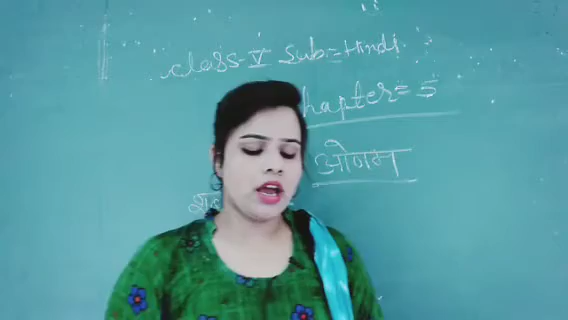 class-V Sub=Hindi
hapter= 5
ओणम